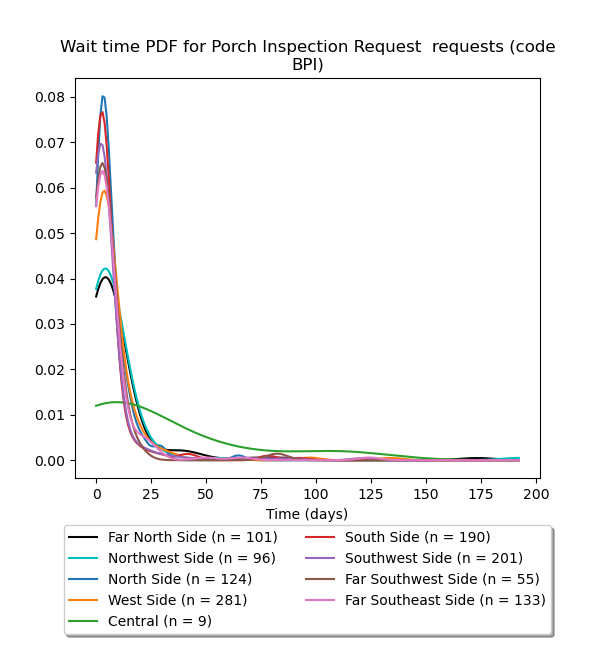 Wait time PDF for Porch Inspection Request  requests (code
BPI)
0.08
0.07
0.06
0.05
0.04
0.03
0.02
0.01
0.00
0 25 50 75 100 125 150 175 200
Time (days)
Far North Side (n = 101)
Northwest Side (n = 96)
North Side (n = 124)
West Side (n = 281)
Central (n = 9)
South Side (n = 190)
Southwest Side (n = 201)
Far Southwest Side (n = 55)
Far Southeast Side (n = 133)